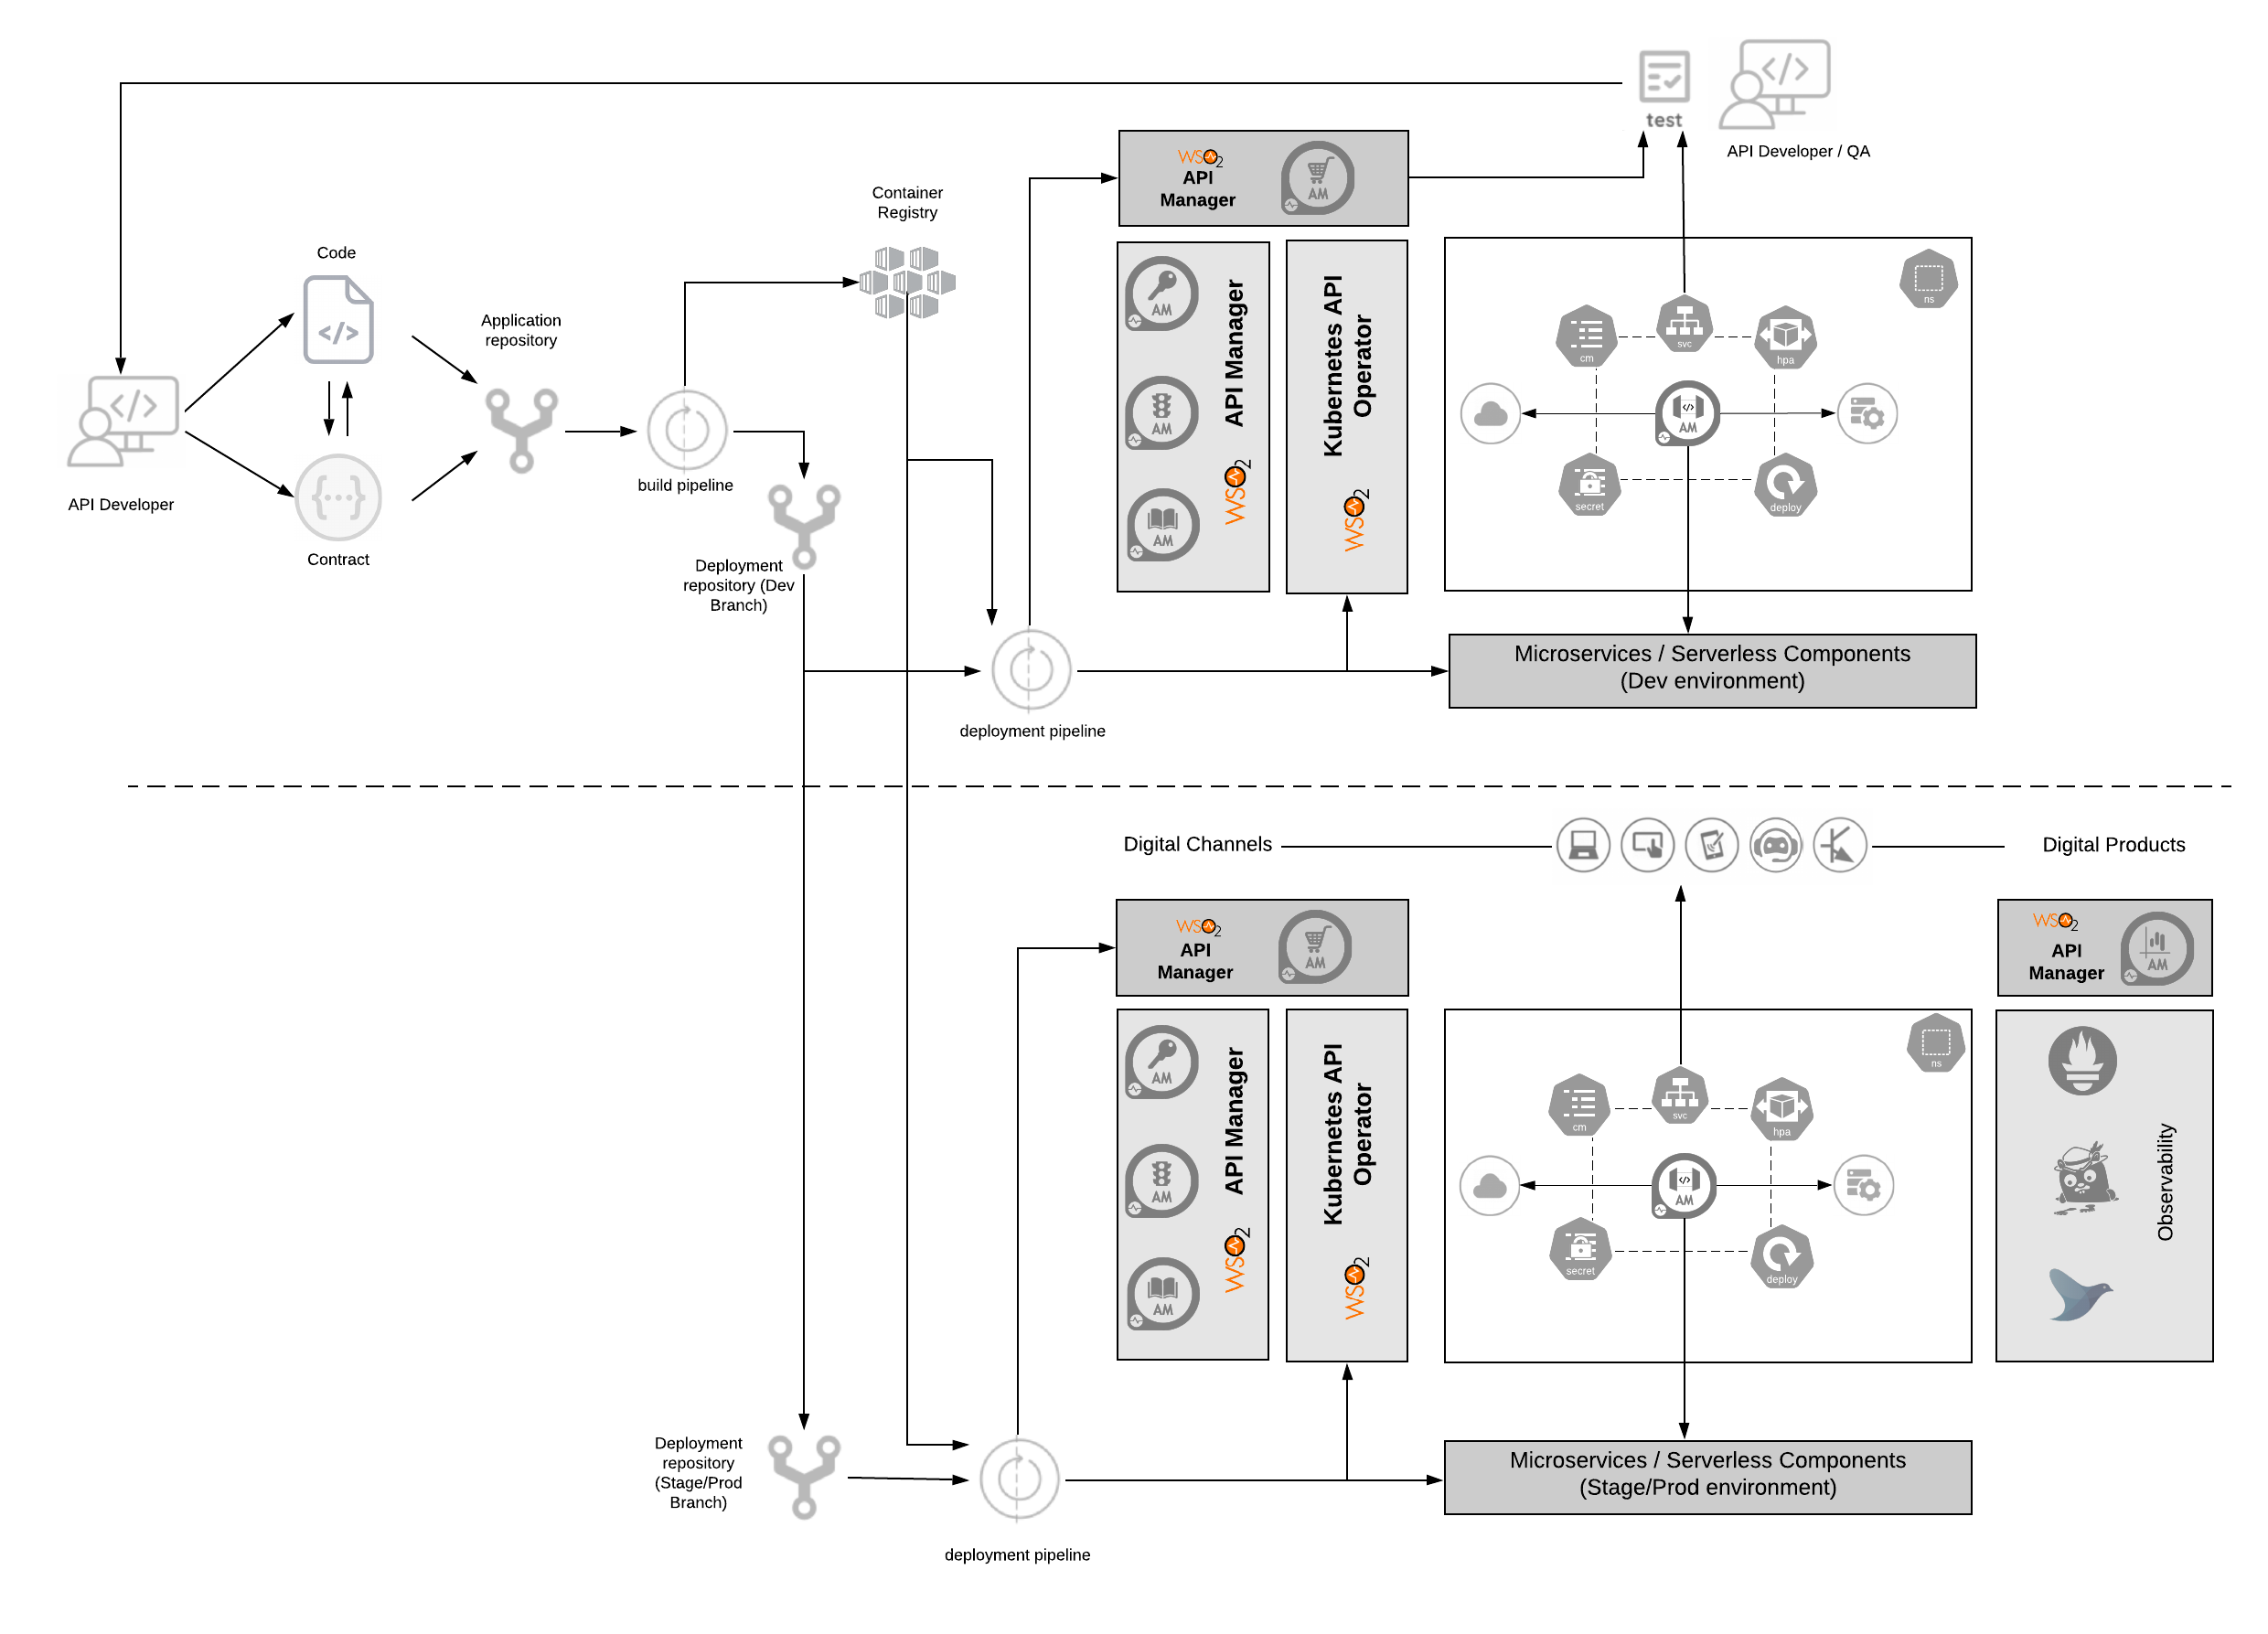 test
API Developer / QA
WSO2
API
Manager
AM
Container
Registry
Code
Application
repository
API Developer
Contract
build pipeline
Deployment
repository (Dev
Branch)
deployment pipeline
AM
AM
AM
API Manager
WSO2
Kubernetes API
Operator
WSO2
ns
cm
svc
hpa
AM
secret
deploy
Microservices / Serverless Components
(Dev environment)
Digital Channels
Digital Products
WSO2
API
Manager
AM
WSO2
API
Manager
AM
AM
AM
AM
API Manager
WSO2
Kubernetes API
Operator
WSO2
ns
cm
svc
hpa
AM
secret
deploy
Observability
Deployment
repository
(Stage/Prod
Branch)
deployment pipeline
Microservices / Serverless Components
(Stage/Prod environment)